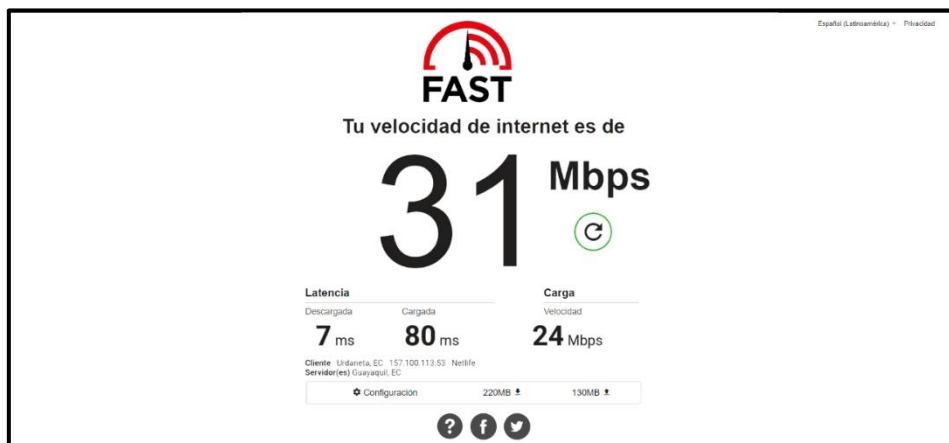 Español (Latinoamérica) Privacidad
FAST
Tu velocidad de internet es de
31 Mbps
Latencia Carga
Descargada Cargada Velocidad
7 ms 80 ms 24 Mbps
Cliente Urdaneta, EC 157.100.113.53 Netlife
Servidor(es) Guayaquil, EC
Configuración 220MB 130MB
? f